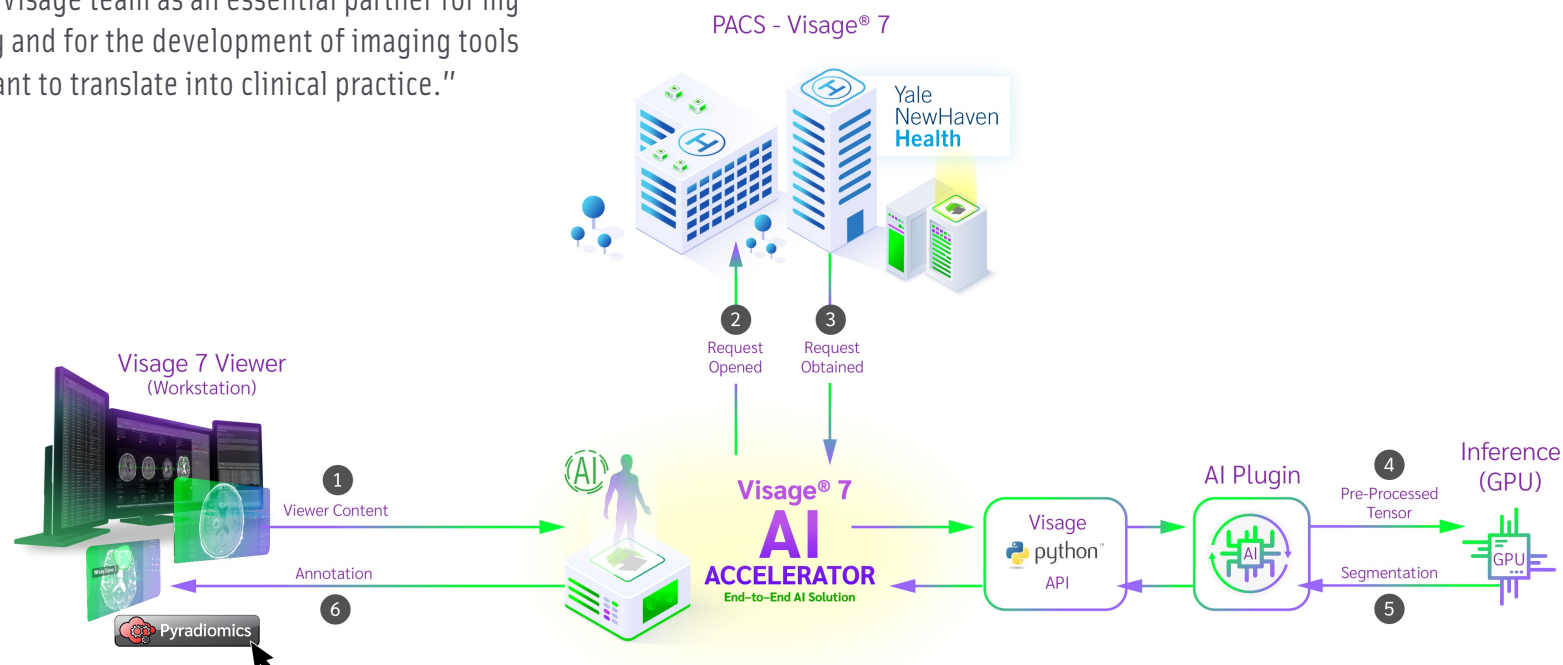 Visage team as an essential partner for my
and for the development of imaging tools
ant to translate into clinical practice.”
PACS - Visage® 7
Yale
NewHaven
Health
2
Request
Opened
3
Request
Obtained
Visage 7 Viewer
(Workstation)
1
Viewer Content
Annotation
6
Pyradiomics
AI
Visage® 7
AI
ACCELERATOR
End–to–End AI Solution
Visage
python™
API
AI Plugin
AI
4
Pre-Processed
Tensor
Segmentation
5
Inference
(GPU)
GPU